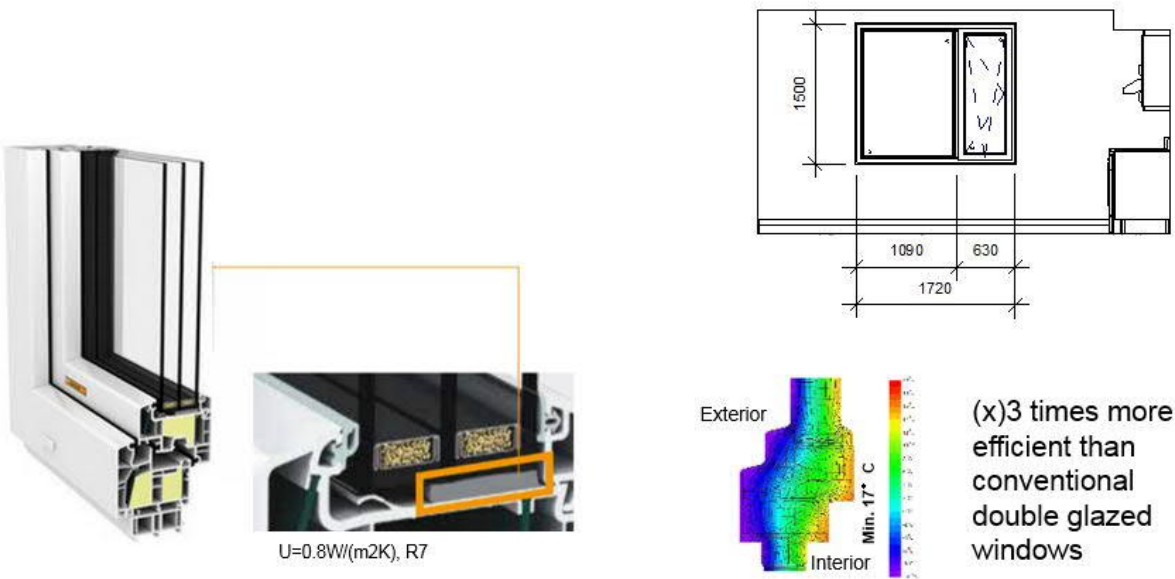 1500
1090
630
1720
U=0.8W/(m2K), R7
Exterior
Min. 17° C
Interior
(x)3 times more
efficient than
conventional
double glazed
windows